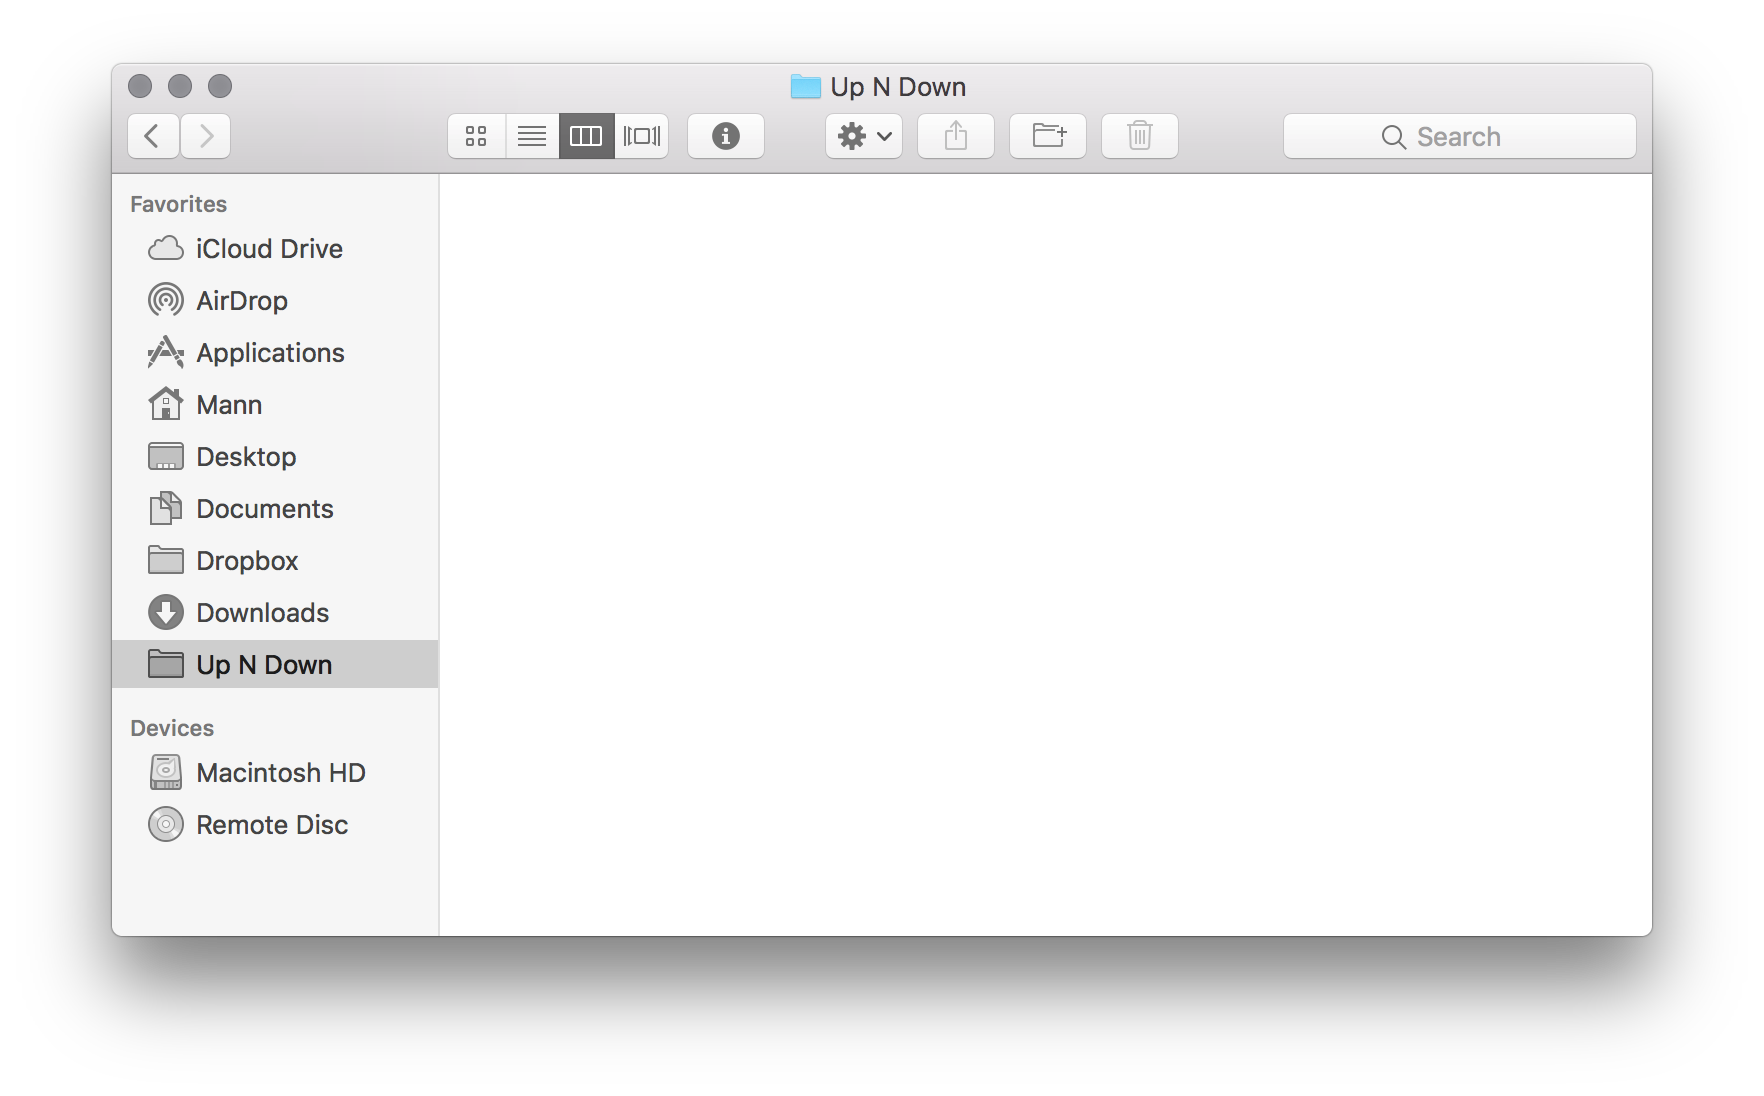 Up N Down
Search
Favorites
iCloud Drive
AirDrop
Applications
Mann
Desktop
Documents
Dropbox
Downloads
Up N Down
Devices
Macintosh HD
Remote Disc